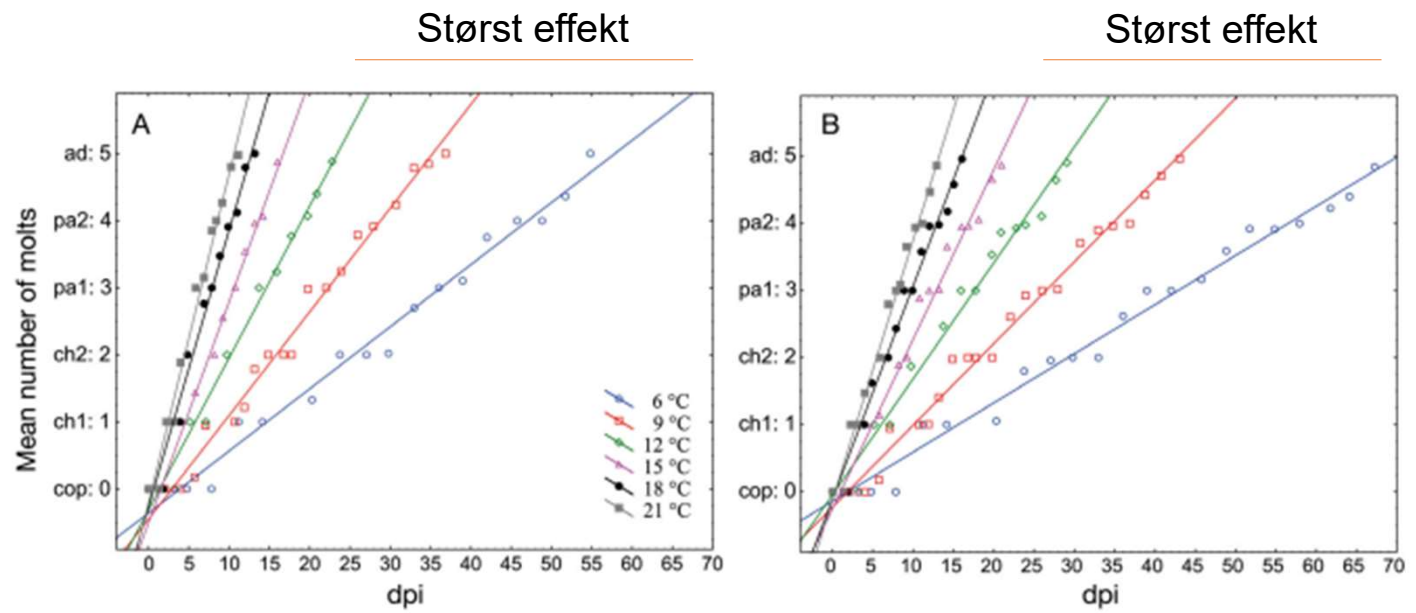 Størst effekt
Størst effekt
A
Mean number of molts
ad: 5
pa2: 4
pa1: 3
ch2: 2
ch1: 1
cop: 0
6 °C
9 °C
12 °C
15 °C
18 °C
21 °C
0 5 10 15 20 25 30 35 40 45 50 55 60 65 70
dpi
B
ad: 5
pa2: 4
pa1: 3
ch2: 2
ch1: 1
cop: 0
0 5 10 15 20 25 30 35 40 45 50 55 60 65 70
dpi